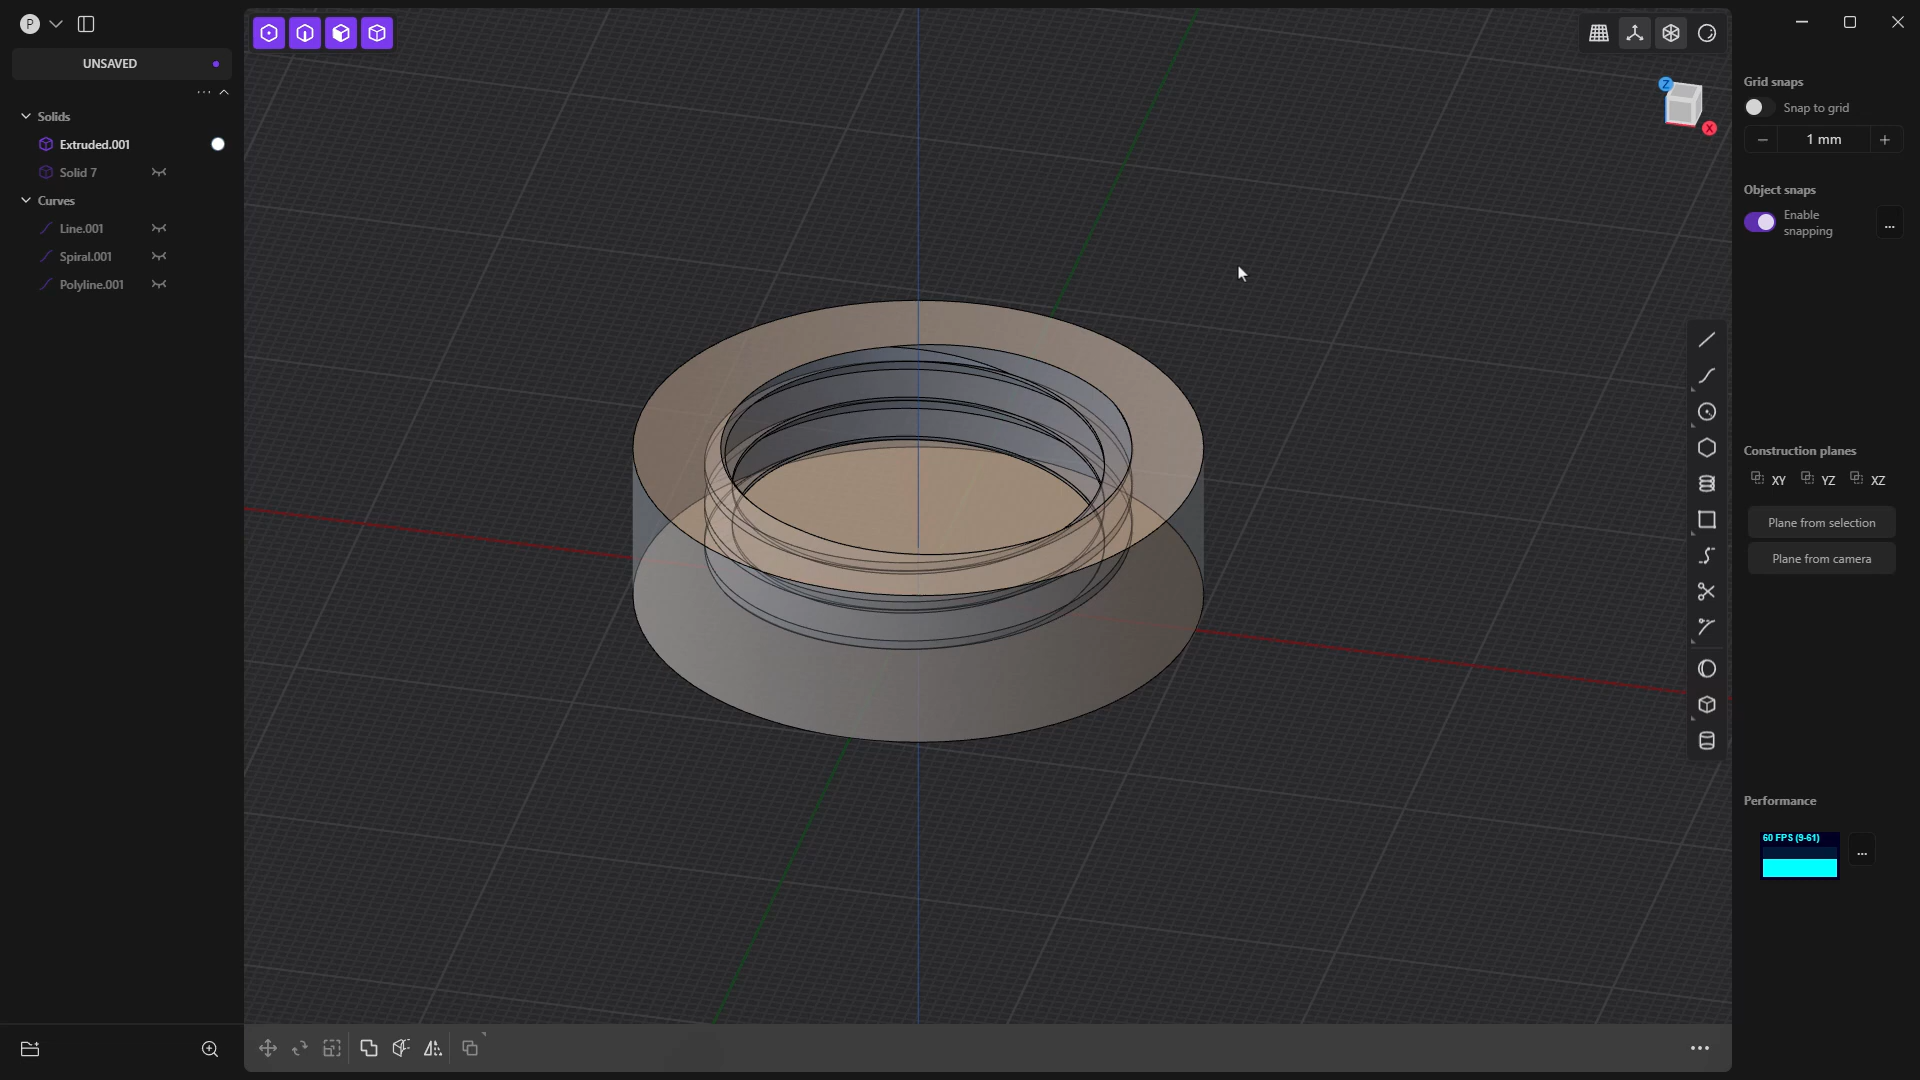 P
UNSAVED
Solids
Extruded.001
Solid 7
Curves
Line.001
Spiral.001
Polyline.001
Z
X
Grid snaps
Snap to grid
1 mm
Object snaps
Enable
snapping
...
Construction planes
XY YZ XZ
Plane from selection
Plane from camera
Performance
60 FPS (9-61)
...